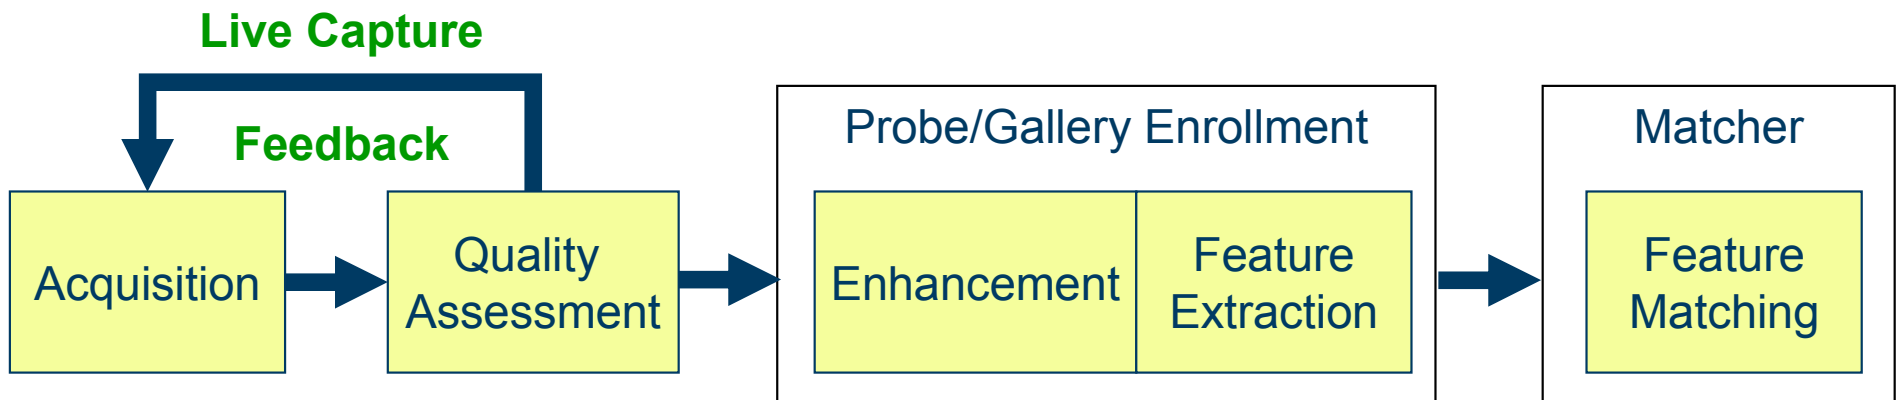 Live Capture
Feedback
Acquisition
Quality
Assessment
Probe/Gallery Enrollment
Enhancement
Feature
Extraction
Matcher
Feature
Matching